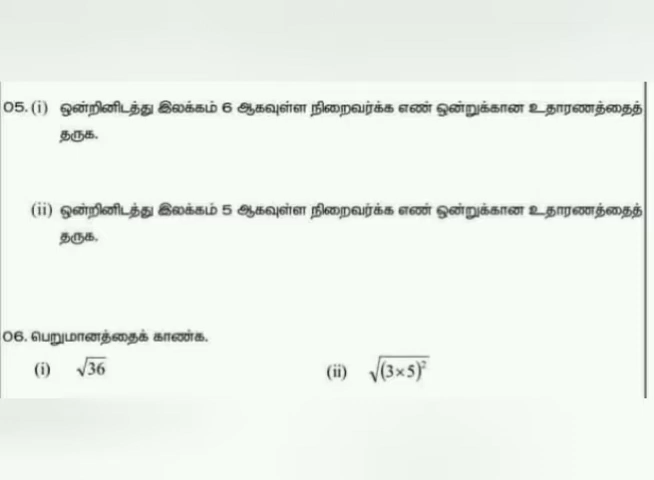 05. (i) ஒன்றினிடத்து இலக்கம் 6 ஆகவுள்ள நிறைவர்க்க எண் ஒன்றுக்கான உதாரணத்தைத்
தருக.
(ii) ஒன்றினிடத்து இலக்கம் 5 ஆகவுள்ள நிறைவர்க்க எண் ஒன்றுக்கான உதாரணத்தைத்
தருக.
06. பெறுமானத்தைக் காண்க.
(i) √36 (ii) √(3×5)²